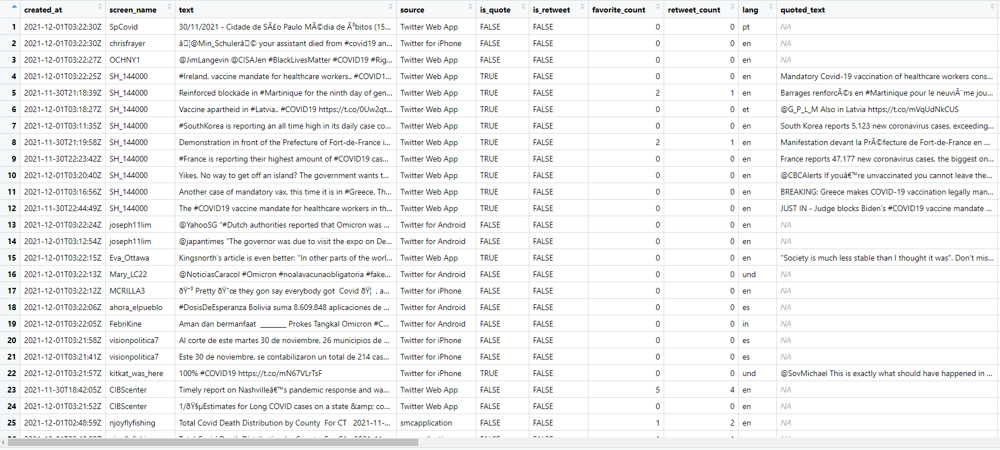 created_at screen_name text source is_quote is_retweet favorite_count retweet_count lang quoted_text
1 2021-12-01T03:22:30Z SpCovid 30/11/2021 - Cidade de SÃ£o Paulo MÃ©dia de Ã³bitos (15... Twitter Web App FALSE FALSE 0 0 pt NA
2 2021-12-01T03:22:30Z chrisfrayer â¦@Min_Schulerâ© your assistant died from #covid19 an... Twitter for iPhone FALSE FALSE 0 0 en NA
3 2021-12-01T03:22:27Z OCHNY1 @JimLangevin @CISAJen #BlackLivesMatter #COVID19 #Rig... Twitter Web App FALSE FALSE 0 0 en NA
4 2021-12-01T03:22:25Z SH_144000 #Ireland, vaccine mandate for healthcare workers.. #COVID1... Twitter Web App TRUE FALSE 0 0 en Mandatory Covid-19 vaccination of healthcare workers cons...
5 2021-11-30T21:18:39Z SH_144000 Reinforced blockade in #Martinique for the ninth day of gen... Twitter Web App TRUE FALSE 2 1 en Barrages renforcÃ©s en #Martinique pour le neuviÃ¨me jou...
6 2021-12-01T03:18:27Z SH_144000 Vaccine apartheid in #Latvia.. #COVID19 https://t.co/0Uw2qt... Twitter Web App TRUE FALSE 0 0 et @G_P_L_M Also in Latvia https://t.co/mVqUdNkCUS
7 2021-12-01T03:11:35Z SH_144000 #SouthKorea is reporting an all time high in its daily case co... Twitter Web App TRUE FALSE 0 0 en South Korea reports 5,123 new coronavirus cases, exceeding...
8 2021-11-30T21:19:58Z SH_144000 Demonstration in front of the Prefecture of Fort-de-France i... Twitter Web App TRUE FALSE 2 1 en Manifestation devant la PrÃ©fecture de Fort-de-France en ...
9 2021-11-30T22:23:42Z SH_144000 #France is reporting their highest amount of #COVID19 cas... Twitter Web App TRUE FALSE 0 0 en France reports 47,177 new coronavirus cases, the biggest on...
10 2021-12-01T03:20:40Z SH_144000 Yikes. No way to get off an island? The government wants t... Twitter Web App TRUE FALSE 0 0 en @CBCAlerts If youâ€™re unvaccinated you cannot leave the...
11 2021-12-01T03:16:56Z SH_144000 Another case of mandatory vax, this time it is in #Greece. Th... Twitter Web App TRUE FALSE 0 0 en BREAKING: Greece makes COVID-19 vaccination legally man...
12 2021-11-30T22:44:49Z SH_144000 The #COVID19 vaccine mandate for healthcare workers in th... Twitter Web App TRUE FALSE 0 0 en JUST IN - Judge blocks Biden's #COVID19 vaccine mandate ...
13 2021-12-01T03:22:24Z joseph11lim @YahooSG "#Dutch authorities reported that Omicron was ... Twitter for Android FALSE FALSE 0 0 en NA
14 2021-12-01T03:12:54Z joseph11lim @japantimes "The governor was due to visit the expo on De... Twitter for Android FALSE FALSE 0 0 en NA
15 2021-12-01T03:22:15Z Eva_Ottawa Kingsnorth's article is even better: "In other parts of the worl... Twitter Web App TRUE FALSE 0 0 en "Society is much less stable than I thought it was". Don't mis...
16 2021-12-01T03:22:13Z Mary_LC22 @NoticiasCaracol #Omicron #noalavacunaobligatoria #fake... Twitter for Android FALSE FALSE 0 0 und NA
17 2021-12-01T03:22:12Z MCRILLA3 ðŸ˜³ Pretty ðŸ”œ they gon say everybody got Covid ðŸ¦ , a... Twitter for iPhone FALSE FALSE 0 0 en NA
18 2021-12-01T03:22:06Z ahora_elpueblo #DosisDeEsperanza Bolivia suma 8.609.848 aplicaciones de ... Twitter for Android FALSE FALSE 0 0 es NA
19 2021-12-01T03:22:05Z FebriKine Aman dan bermanfaat ________ Prokes Tangkal Omicron #C... Twitter for Android FALSE FALSE 0 0 in NA
20 2021-12-01T03:21:58Z visionpolitica7 Al corte de este martes 30 de noviembre, 26 municipios de ... Twitter for iPhone FALSE FALSE 0 0 es NA
21 2021-12-01T03:21:41Z visionpolitica7 Este 30 de noviembre, se contabilizaron un total de 214 cas... Twitter for iPhone FALSE FALSE 0 0 es NA
22 2021-12-01T03:21:57Z kitkat_was_here 100% #COVID19 https://t.co/mN67VLrTsF Twitter for iPhone TRUE FALSE 0 0 und @SovMichael This is exactly what should have happened in ...
23 2021-11-30T18:42:05Z CIBScenter Timely report on Nashvilleâ€™s pandemic response and wa... Twitter Web App FALSE FALSE 5 4 en NA
24 2021-12-01T03:21:52Z CIBScenter 1/ðŸ§µEstimates for Long COVID cases on a state &amp; co... Twitter Web App FALSE FALSE 0 0 en NA
25 2021-12-01T02:48:59Z njoyflyfishing Total Covid Death Distribution by County For CT 2021-11-... smcapplication FALSE FALSE 1 2 en NA